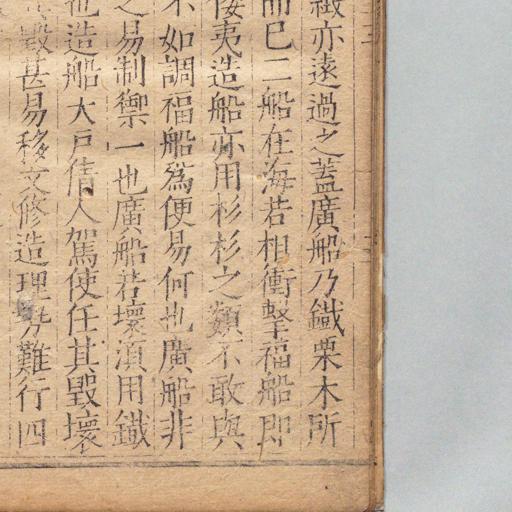 緻亦遠過之蓋廣船乃鐵栗木所
而已二船在海若相衝擊福船即
倭夷造船亦用杉杉之類不敢與
不如調福船爲便易何也廣船非
之易制禦一也廣船若壞須用鐵
也造船大戶倩人駕使任其毀壞
毀甚易移文修造理勢難行四